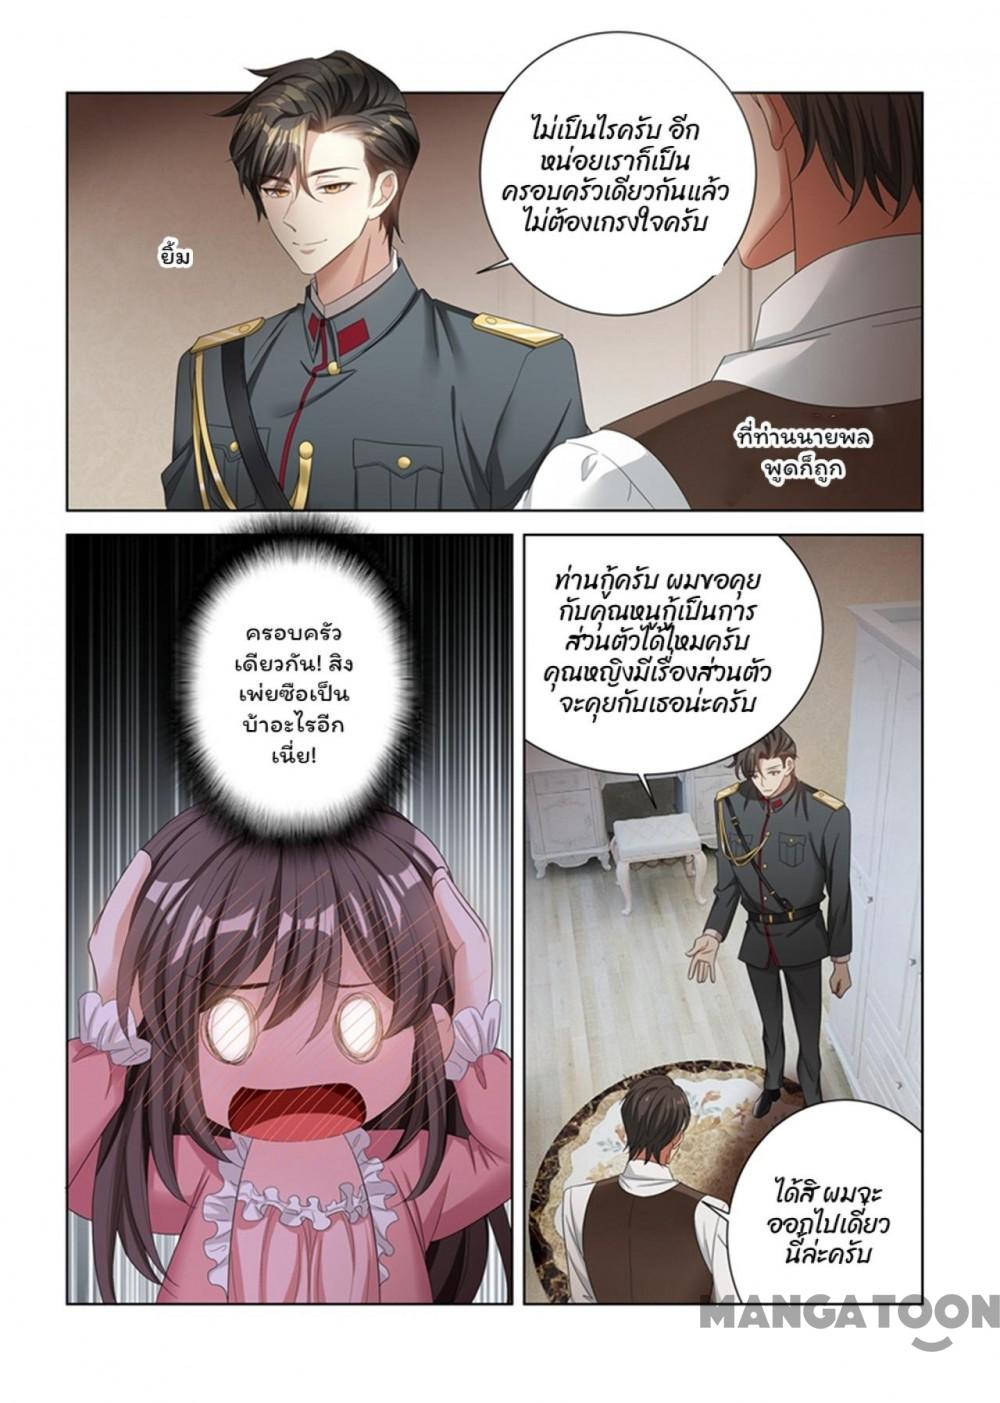 ไม่เป็นไรครับ อีก
หน่อยเราก็เป็น
ครอบครัวเดียวกันแล้ว
ไม่ต้องเกรงใจครับ
ยิ้ม
ที่ท่านนายพล
พูดก็ถูก
ครอบครัว
เดียวกัน! สิง
เพ่ยซือเป็น
บ้าอะไรอีก
เนี่ย!
ท่านกู้ครับ ผมขอคุย
กับคุณหนูกู้เป็นการ
ส่วนตัวได้ไหมครับ
คุณหญิงมีเรื่องส่วนตัว
จะคุยกับเธอน่ะครับ
ได้สิ ผมจะ
ออกไปเดี๋ยว
นี้ล่ะครับ
MANGATOON